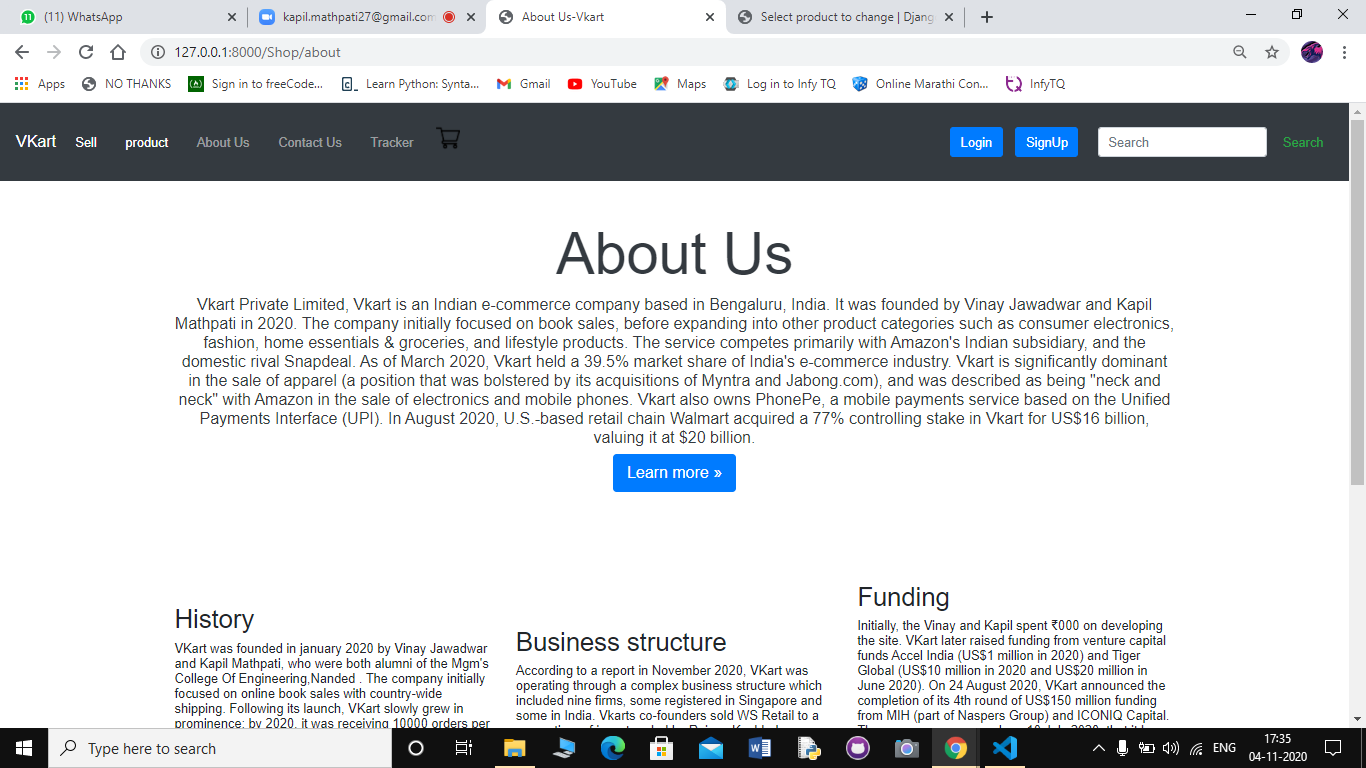 (11) WhatsApp
kapil.mathpati27@gmail.com
About Us-Vkart
Select product to change | Djang
127.0.0.1:8000/Shop/about
Apps
NO THANKS
Sign in to freeCode...
Learn Python: Synta...
Gmail
YouTube
Maps
Log in to Infy TQ
Online Marathi Con...
InfyTQ
VKart Sell product About Us Contact Us Tracker
Login SignUp Search Search
About Us
Vkart Private Limited, Vkart is an Indian e-commerce company based in Bengaluru, India. It was founded by Vinay Jawadwar and Kapil
Mathpati in 2020. The company initially focused on book sales, before expanding into other product categories such as consumer electronics,
fashion, home essentials & groceries, and lifestyle products. The service competes primarily with Amazon's Indian subsidiary, and the
domestic rival Snapdeal. As of March 2020, Vkart held a 39.5% market share of India's e-commerce industry. Vkart is significantly dominant
in the sale of apparel (a position that was bolstered by its acquisitions of Myntra and Jabong.com), and was described as being "neck and
neck" with Amazon in the sale of electronics and mobile phones. Vkart also owns PhonePe, a mobile payments service based on the Unified
Payments Interface (UPI). In August 2020, U.S.-based retail chain Walmart acquired a 77% controlling stake in Vkart for US$16 billion,
valuing it at $20 billion.
Learn more »
History
VKart was founded in january 2020 by Vinay Jawadwar
and Kapil Mathpati, who were both alumni of the Mgm's
College Of Engineering,Nanded . The company initially
focused on online book sales with country-wide
shipping. Following its launch, VKart slowly grew in
prominence; by 2020, it was receiving 10000 orders per
Business structure
According to a report in November 2020, VKart was
operating through a complex business structure which
included nine firms, some registered in Singapore and
some in India. Vkarts co-founders sold WS Retail to a
Funding
Initially, the Vinay and Kapil spent ₹000 on developing
the site. VKart later raised funding from venture capital
funds Accel India (US$1 million in 2020) and Tiger
Global (US$10 million in 2020 and US$20 million in
June 2020). On 24 August 2020, VKart announced the
completion of its 4th round of US$150 million funding
from MIH (part of Naspers Group) and ICONIQ Capital.
Type here to search
ENG
17:35
04-11-2020